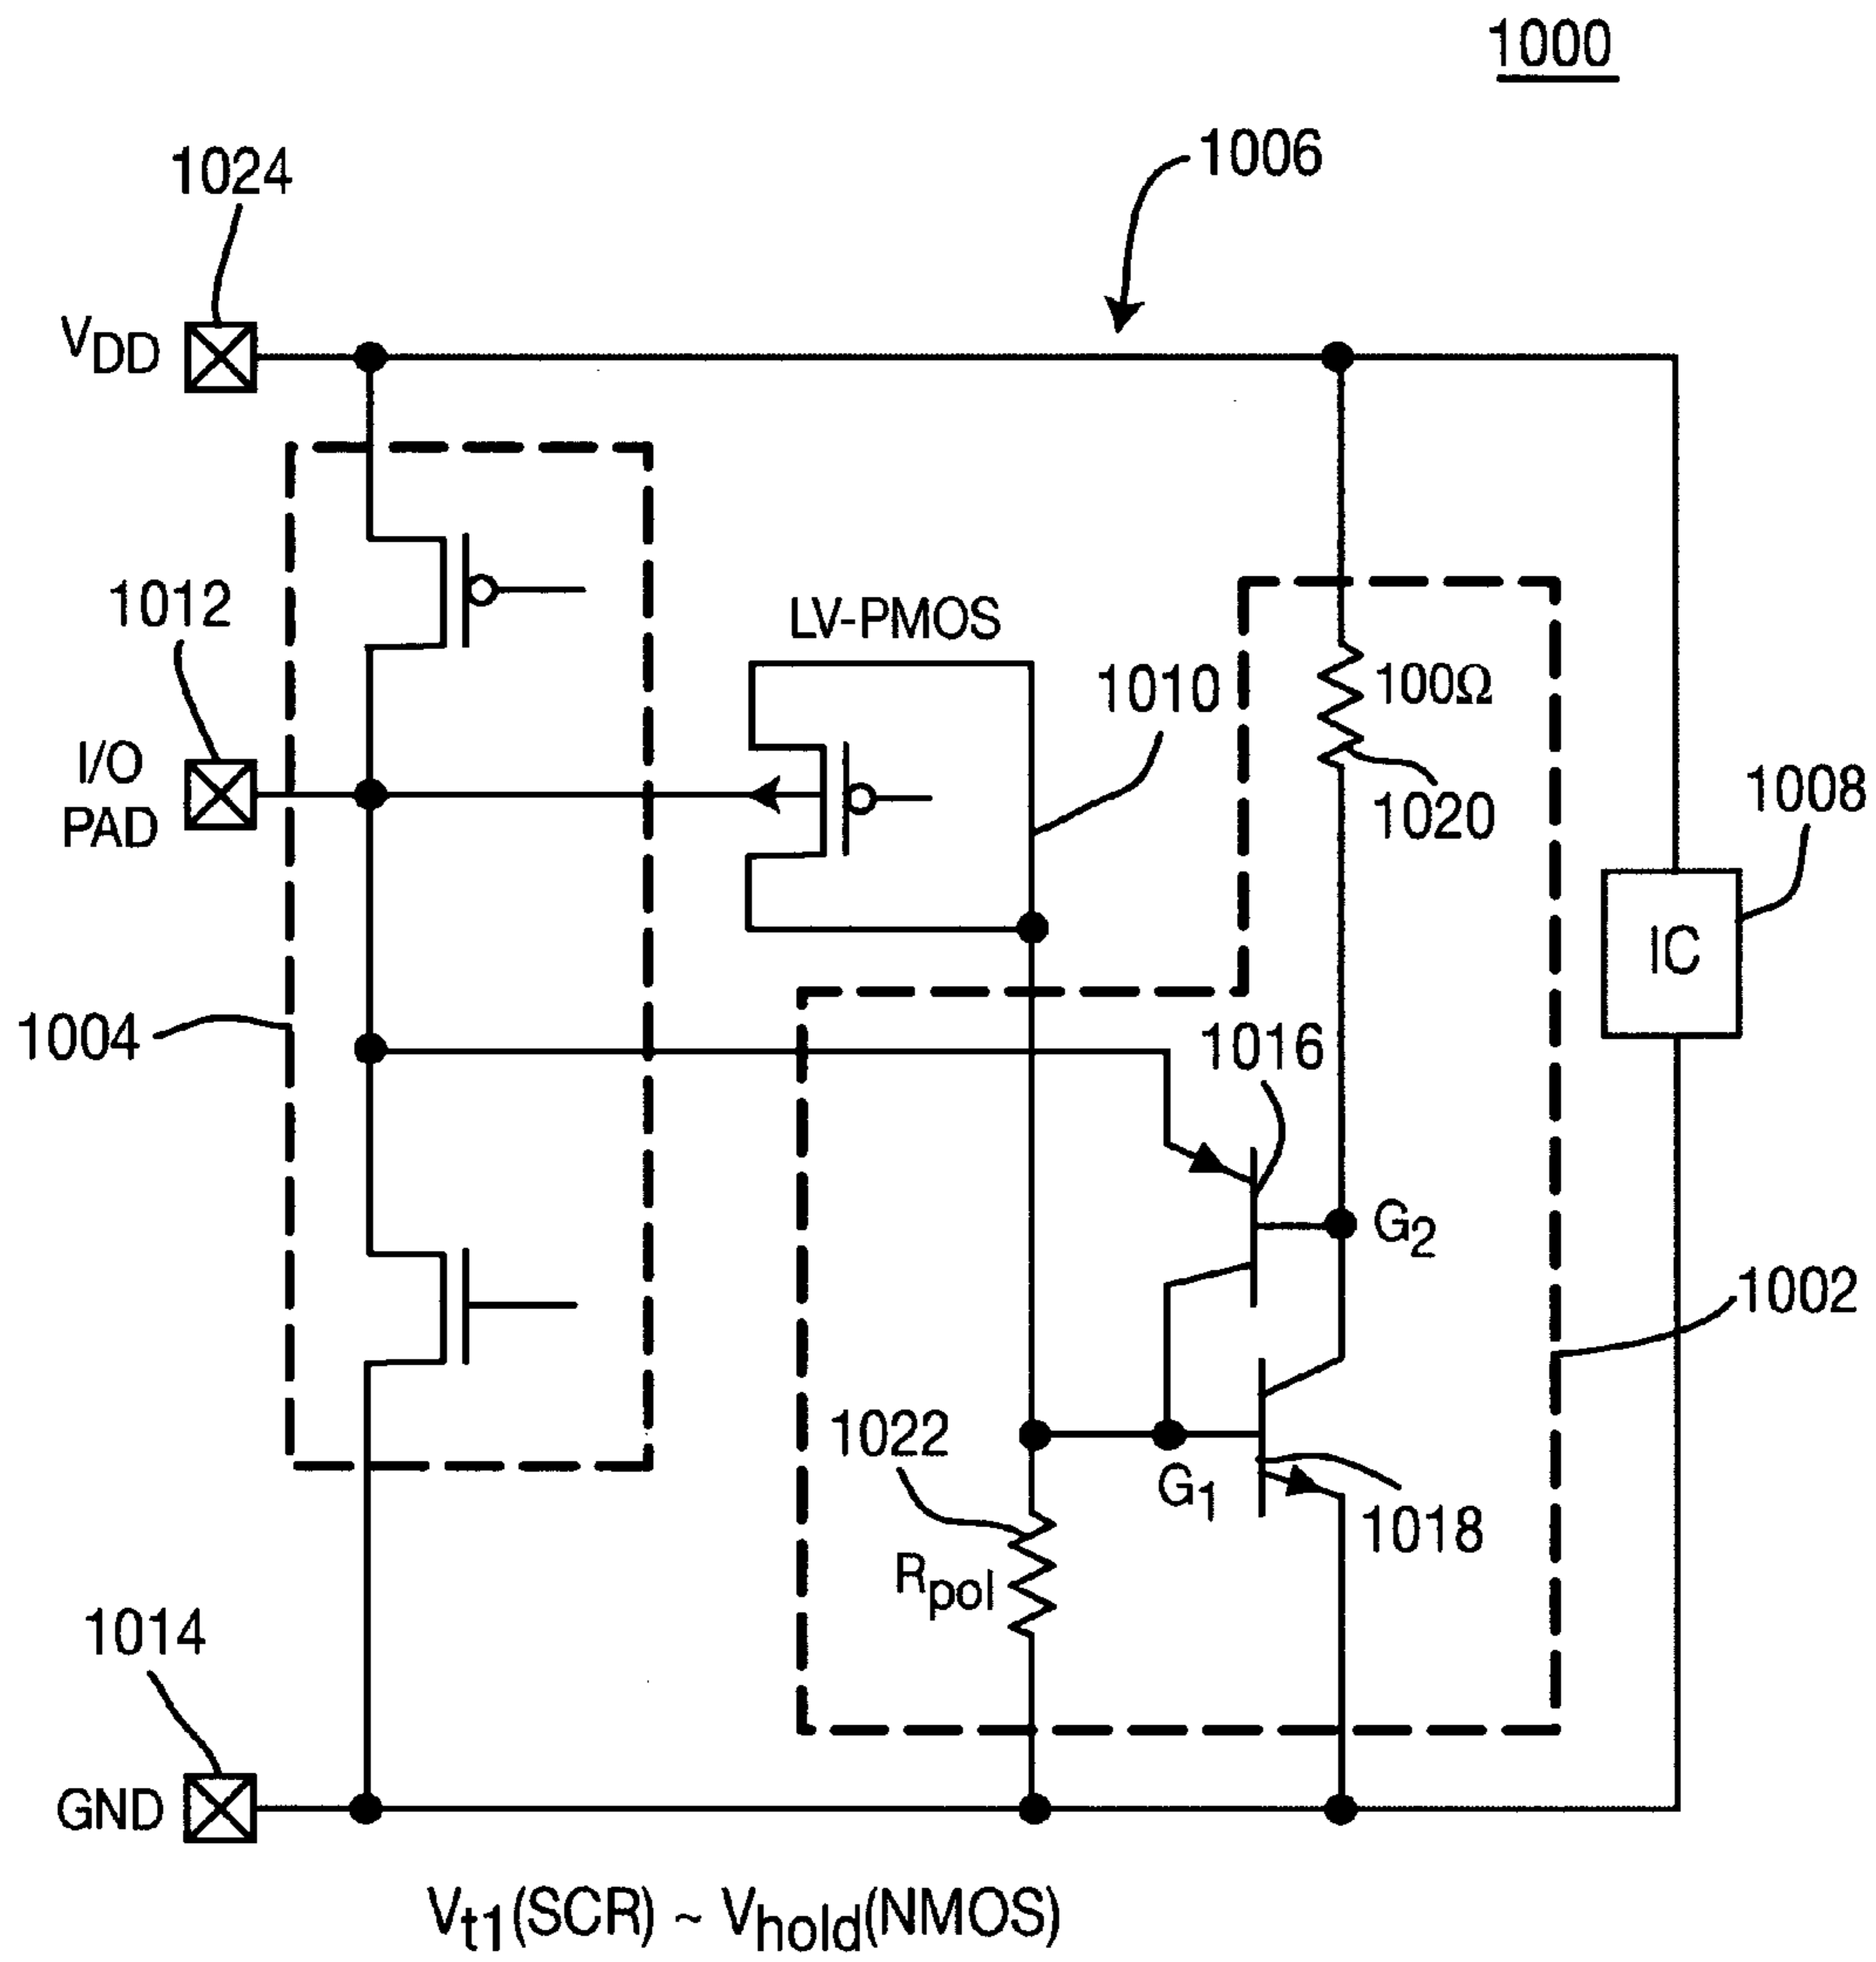 1000
1006
1024
VDD
1012
LV-PMOS
1010
100Ω
I/O
PAD
1020
1008
IC
1004
1016
G2
1002
1022
G1
1018
Rpol
1014
GND
Vt1(SCR) ~ Vhold(NMOS)